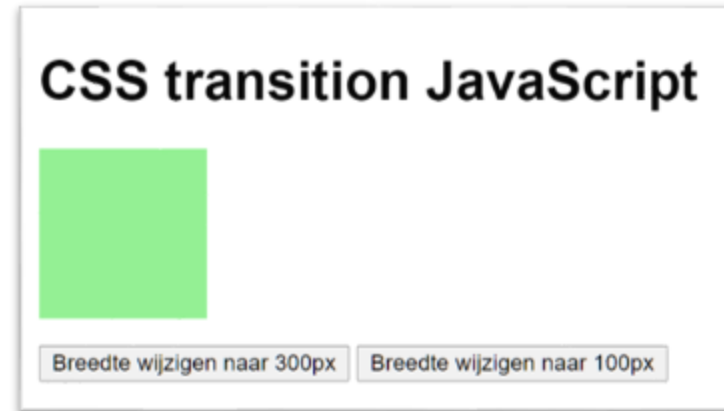 CSS transition JavaScript
Breedte wijzigen naar 300px Breedte wijzigen naar 100px